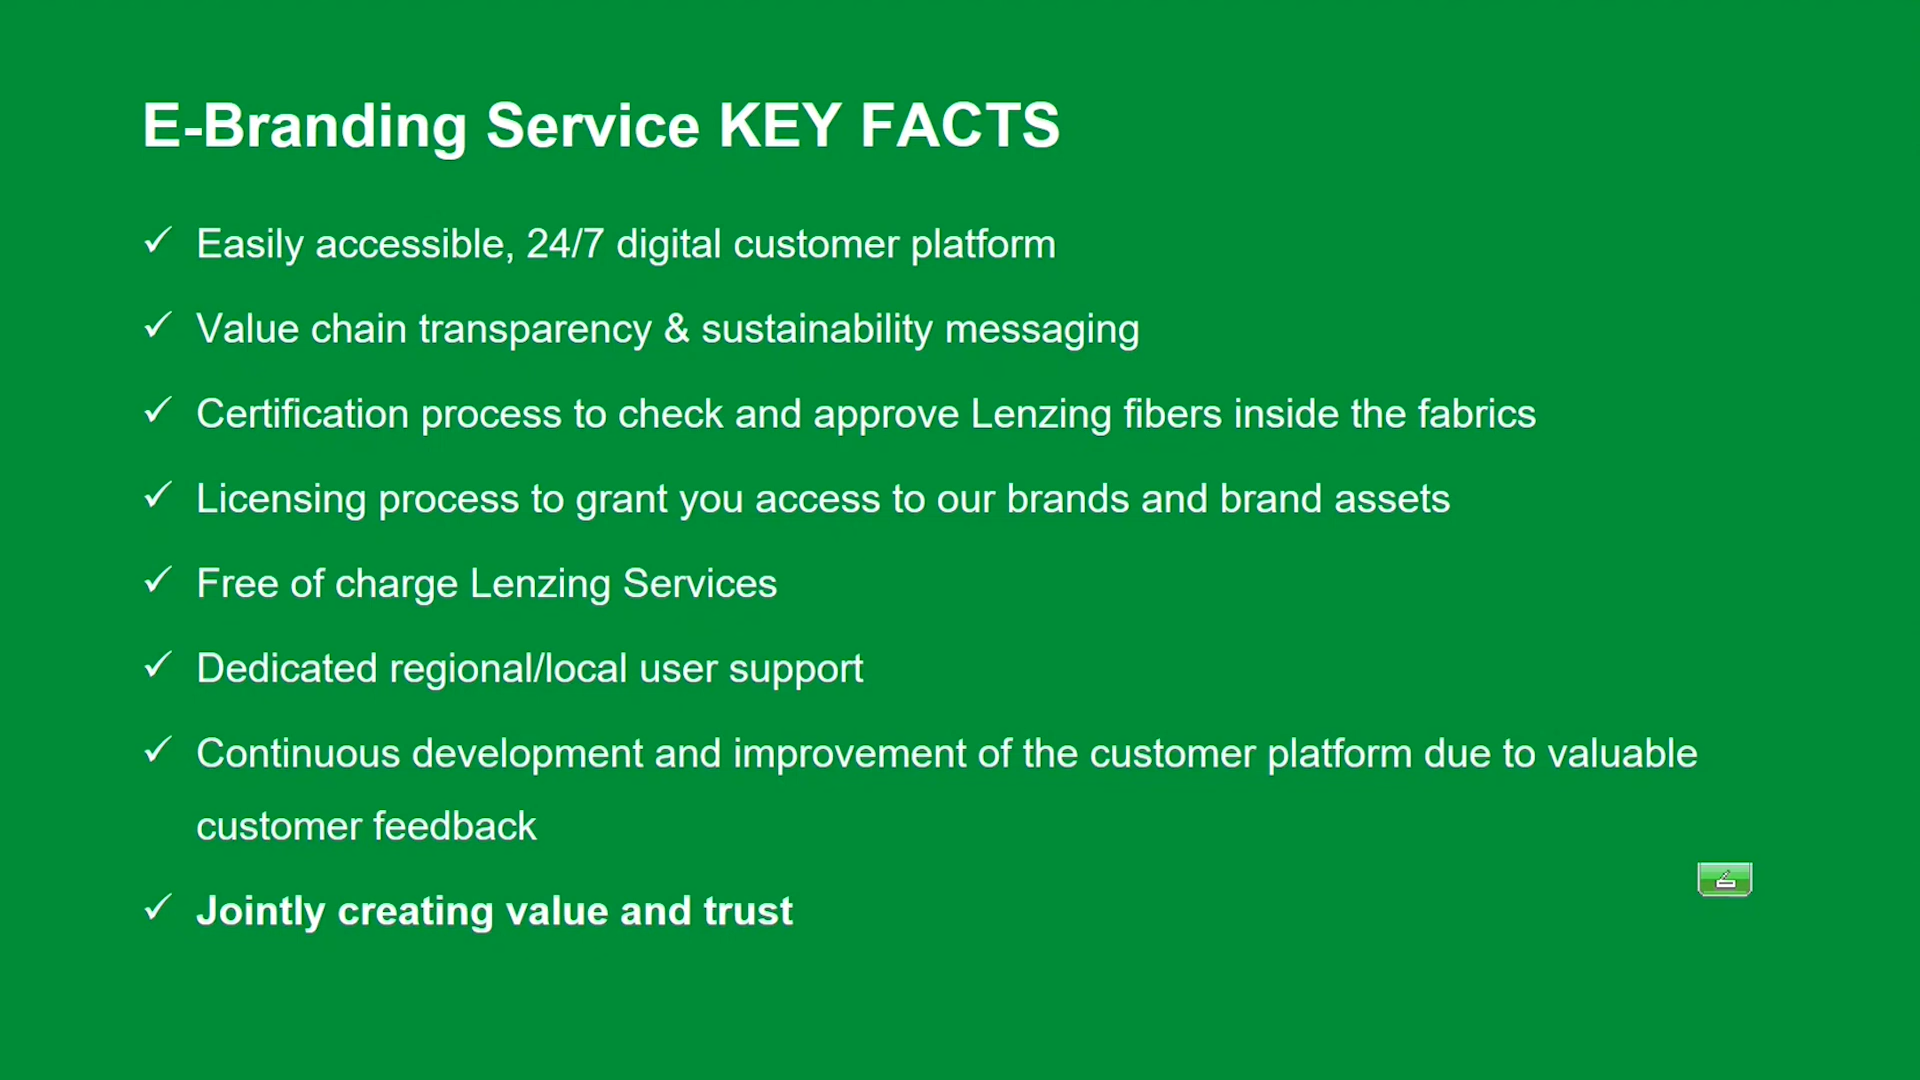 E-Branding Service KEY FACTS
✓ Easily accessible, 24/7 digital customer platform
✓ Value chain transparency & sustainability messaging
✓ Certification process to check and approve Lenzing fibers inside the fabrics
✓ Licensing process to grant you access to our brands and brand assets
✓ Free of charge Lenzing Services
✓ Dedicated regional/local user support
✓ Continuous development and improvement of the customer platform due to valuable
customer feedback
✓ Jointly creating value and trust